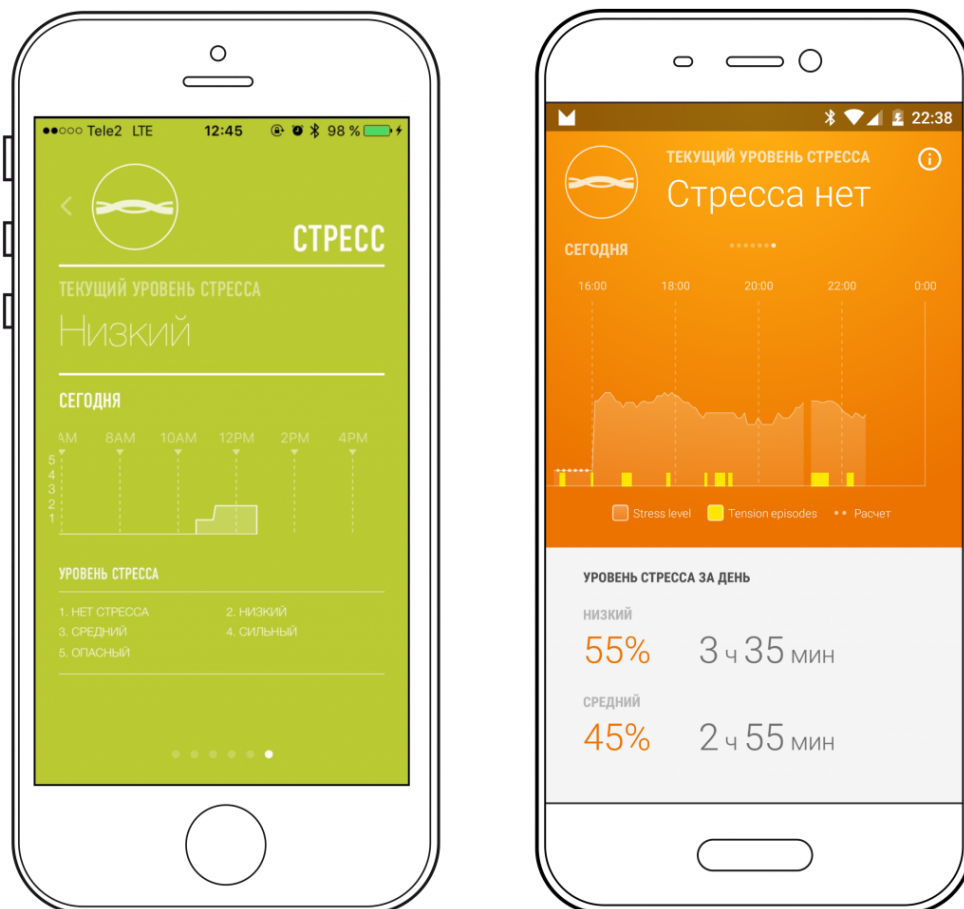 Tele2 LTE 12:45 98 %
СТРЕСС
ТЕКУЩИЙ УРОВЕНЬ СТРЕССА
Низкий
СЕГОДНЯ
AM 8AM 10AM 12PM 2PM 4PM
5
4
3
2
1
УРОВЕНЬ СТРЕССА
1. НЕТ СТРЕССА 2. НИЗКИЙ
3. СРЕДНИЙ 4. СИЛЬНЫЙ
5. ОПАСНЫЙ
22:38
ТЕКУЩИЙ УРОВЕНЬ СТРЕССА
Стресса нет
СЕГОДНЯ
16:00 18:00 20:00 22:00 0:00
Stress level Tension episodes Расчет
УРОВЕНЬ СТРЕССА ЗА ДЕНЬ
НИЗКИЙ
55% 3 ч 35 мин
СРЕДНИЙ
45% 2 ч 55 мин